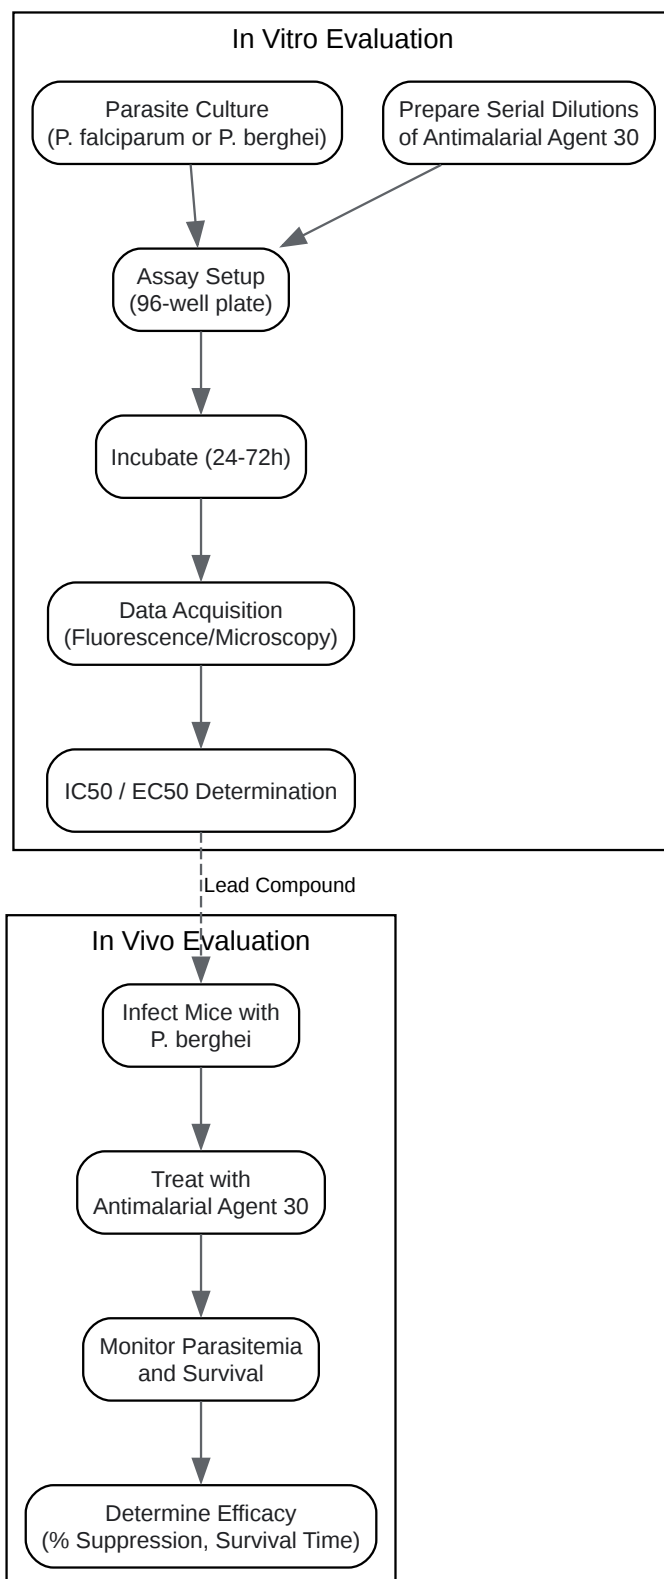 In Vitro Evaluation
Parasite Culture
(P. falciparum or P. berghei)
Prepare Serial Dilutions
of Antimalarial Agent 30
Assay Setup
(96-well plate)
Incubate (24-72h)
Data Acquisition
(Fluorescence/Microscopy)
IC50 / EC50 Determination
Lead Compound
In Vivo Evaluation
Infect Mice with
P. berghei
Treat with
Antimalarial Agent 30
Monitor Parasitemia
and Survival
Determine Efficacy
(% Suppression, Survival Time)